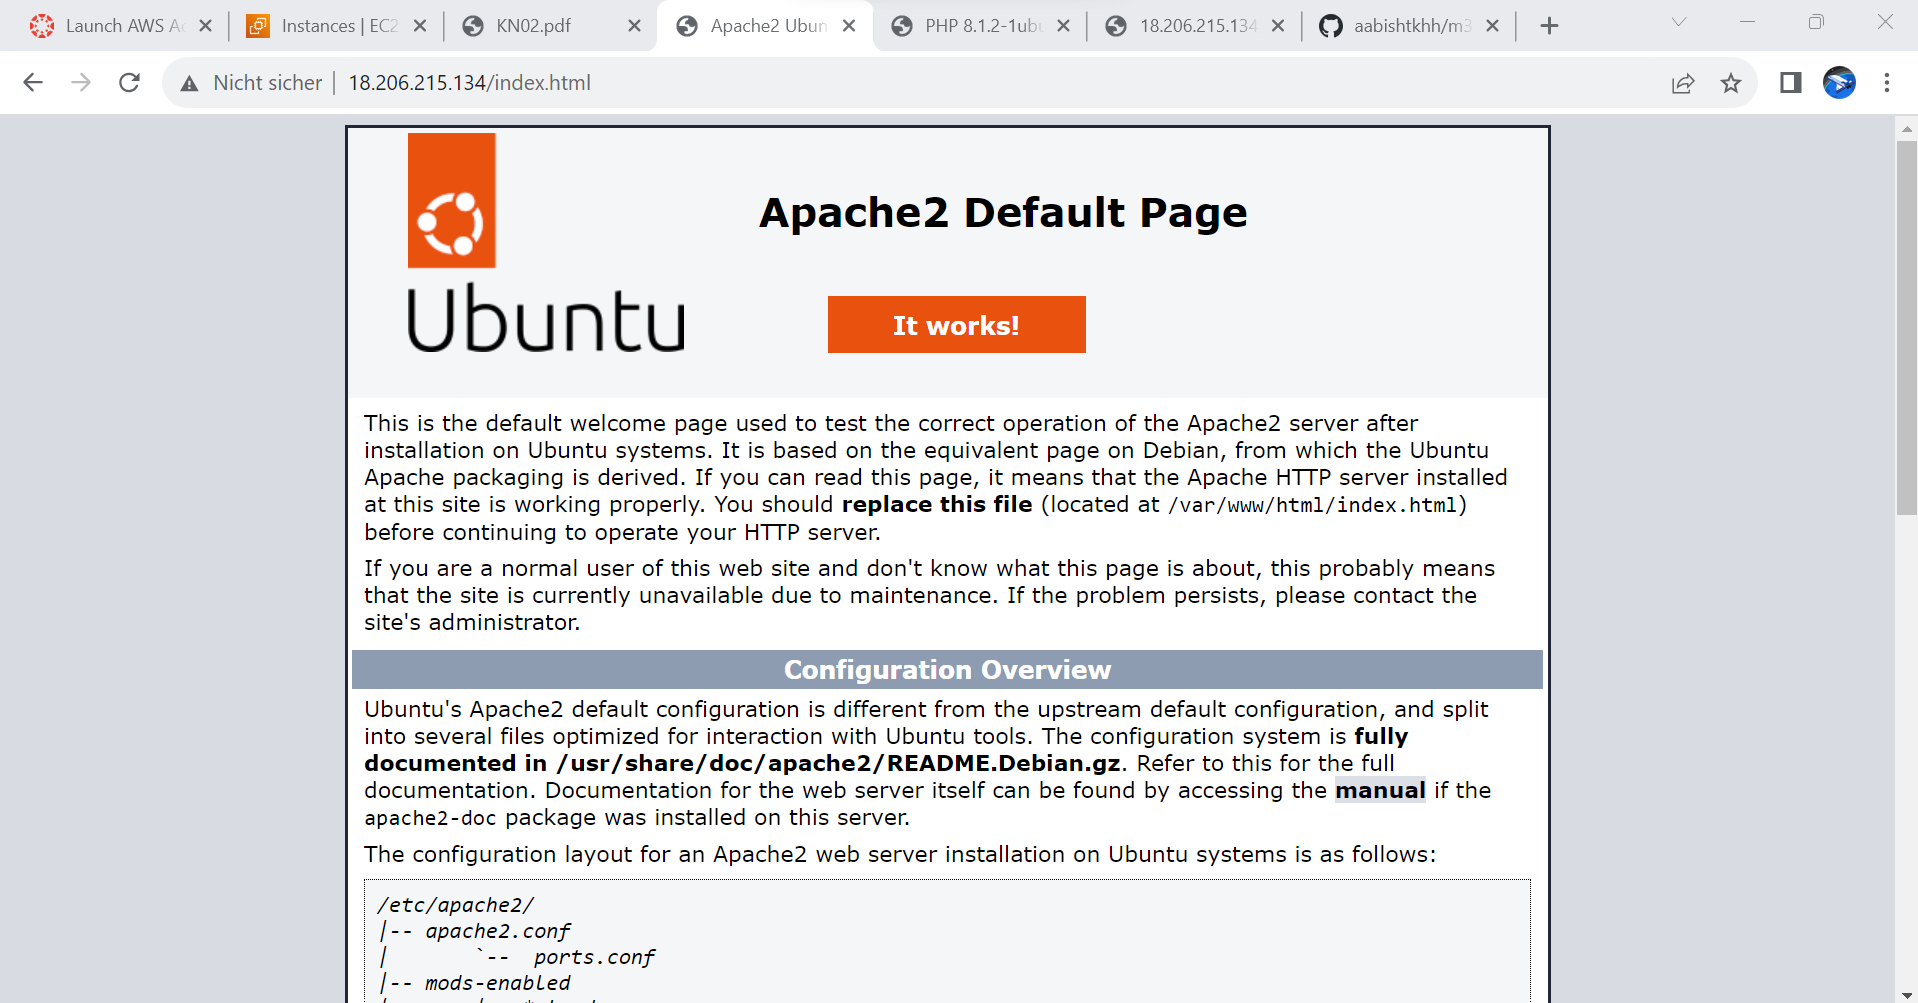 Launch AWS Ac
Instances | EC2
KN02.pdf
Apache2 Ubun
PHP 8.1.2-1ubu
18.206.215.134
aabishtkhh/m3
Nicht sicher | 18.206.215.134/index.html
Ubuntu
Apache2 Default Page
It works!
This is the default welcome page used to test the correct operation of the Apache2 server after
installation on Ubuntu systems. It is based on the equivalent page on Debian, from which the Ubuntu
Apache packaging is derived. If you can read this page, it means that the Apache HTTP server installed
at this site is working properly. You should replace this file (located at /var/www/html/index.html)
before continuing to operate your HTTP server.
If you are a normal user of this web site and don't know what this page is about, this probably means
that the site is currently unavailable due to maintenance. If the problem persists, please contact the
site's administrator.
Configuration Overview
Ubuntu's Apache2 default configuration is different from the upstream default configuration, and split
into several files optimized for interaction with Ubuntu tools. The configuration system is fully
documented in /usr/share/doc/apache2/README.Debian.gz. Refer to this for the full
documentation. Documentation for the web server itself can be found by accessing the manual if the
apache2-doc package was installed on this server.
The configuration layout for an Apache2 web server installation on Ubuntu systems is as follows:
/etc/apache2/
|-- apache2.conf
|       `--  ports.conf
|-- mods-enabled